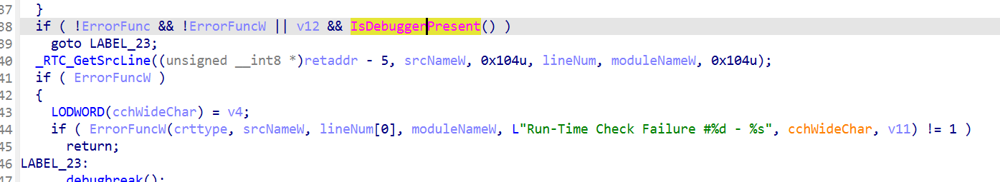 37 }
38 if ( !ErrorFunc && !ErrorFuncW || v12 && IsDebuggerPresent() )
39 goto LABEL_23;
40 _RTC_GetSrcLine((unsigned __int8 *)retaddr - 5, srcNameW, 0x104u, lineNum, moduleNameW, 0x104u);
41 if ( ErrorFuncW )
42 {
43 LODWORD(cchWideChar) = v4;
44 if ( ErrorFuncW(crttype, srcNameW, lineNum[0], moduleNameW, L"Run-Time Check Failure #%d - %s", cchWideChar, v11) != 1 )
45 return;
46 LABEL_23:
47 __debugbreak();